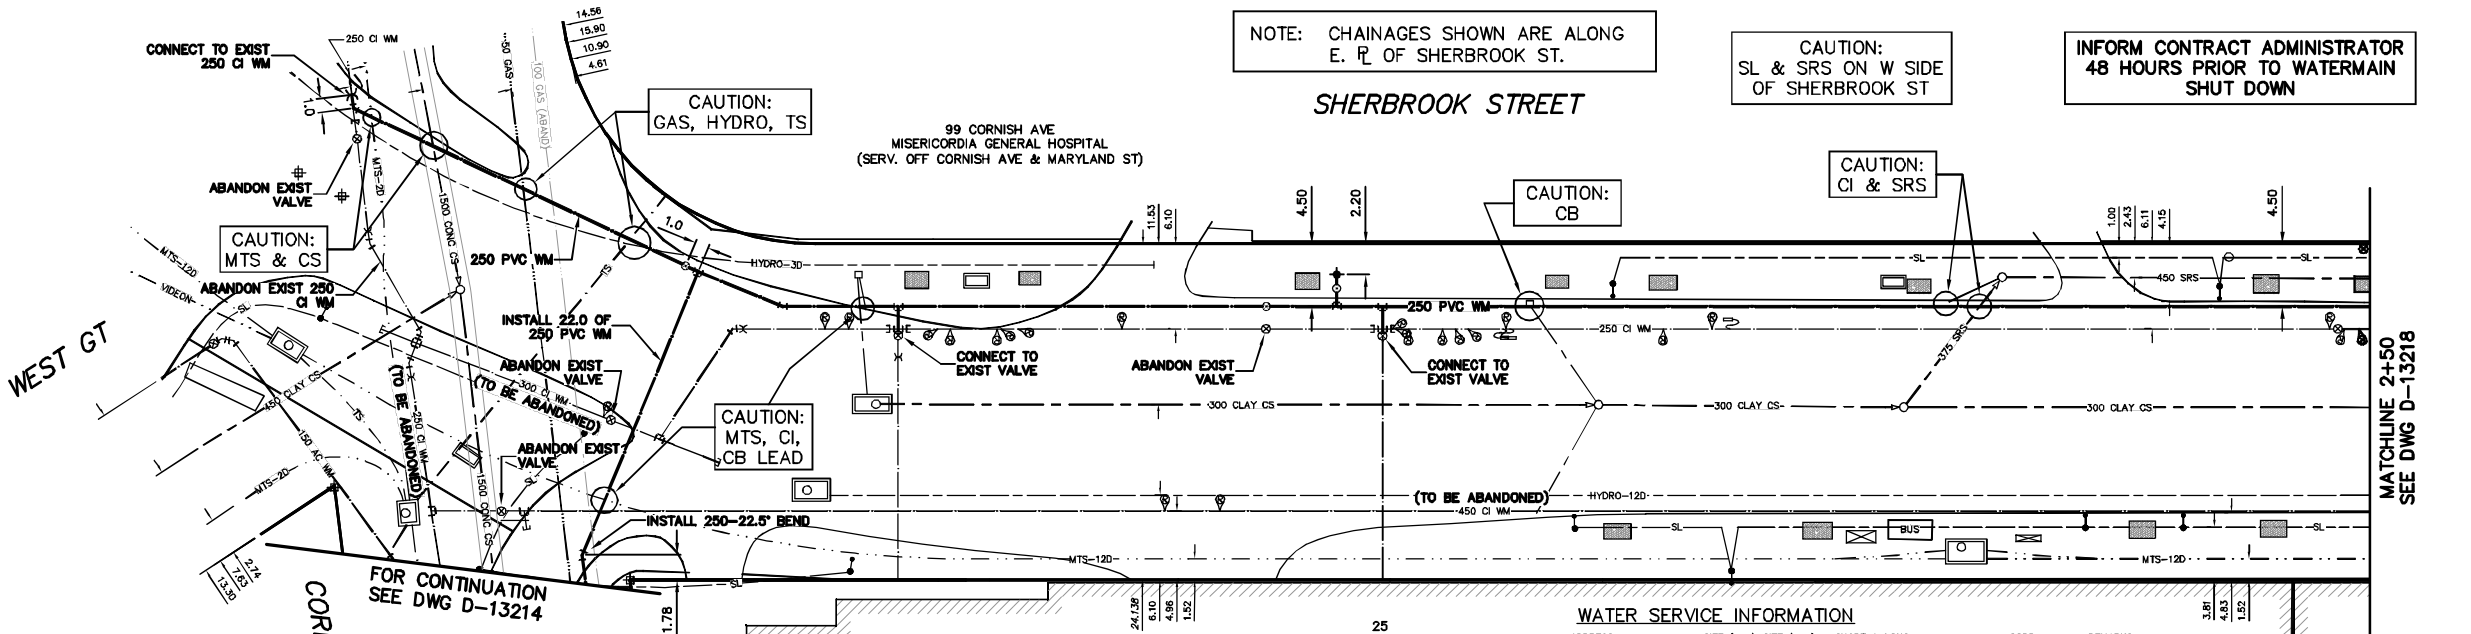 14.56
15.90
10.90
4.61
NOTE: CHAINAGES SHOWN ARE ALONG
E. PL OF SHERBROOK ST.
CAUTION:
SL & SRS ON W SIDE
OF SHERBROOK ST
INFORM CONTRACT ADMINISTRATOR
48 HOURS PRIOR TO WATERMAIN
SHUT DOWN
SHERBROOK STREET
CONNECT TO EXIST
250 CI WM
250 CI WM
50 GAS
100 GAS (ABAND)
1.0
CAUTION:
GAS, HYDRO, TS
99 CORNISH AVE
MISERICORDIA GENERAL HOSPITAL
(SERV. OFF CORNISH AVE & MARYLAND ST)
ABANDON EXIST
VALVE
MTS-2D
1500 CONC CS
CAUTION:
MTS & CS
250 PVC WM
1.0
HYDRO-3D
11.53
6.10
4.50
2.20
CAUTION:
CB
CAUTION:
CI & SRS
1.00
2.43
6.11
4.15
4.50
MTS-12D
VIDEON
ABANDON EXIST 250
CI WM
TS
SL
INSTALL 22.0 OF
250 PVC WM
250 PVC WM
SL
450 SRS
SL
250 CI WM
375 SRS
WEST GT
ABANDON EXIST
VALVE
CONNECT TO
EXIST VALVE
ABANDON EXIST
VALVE
CONNECT TO
EXIST VALVE
450 CLAY CS
TS
300 CI WM
(TO BE ABANDONED)
250 CI WM
(TO BE ABANDONED)
300 CLAY CS
300 CLAY CS
300 CLAY CS
MATCHLINE 2+50
SEE DWG D-13218
CAUTION:
MTS, CI,
CB LEAD
ABANDON EXIST
VALVE
150 AC WM
MTS-2D
SL
1500 CONC CS
(TO BE ABANDONED)
HYDRO-12D
450 CI WM
INSTALL 250-22.5° BEND
SL
BUS
SL
MTS-12D
MTS-12D
SL
2.74
7.63
13.30
FOR CONTINUATION
SEE DWG D-13214
1.78
24.138
6.10
4.96
1.52
3.81
4.83
1.52
WATER SERVICE INFORMATION
25